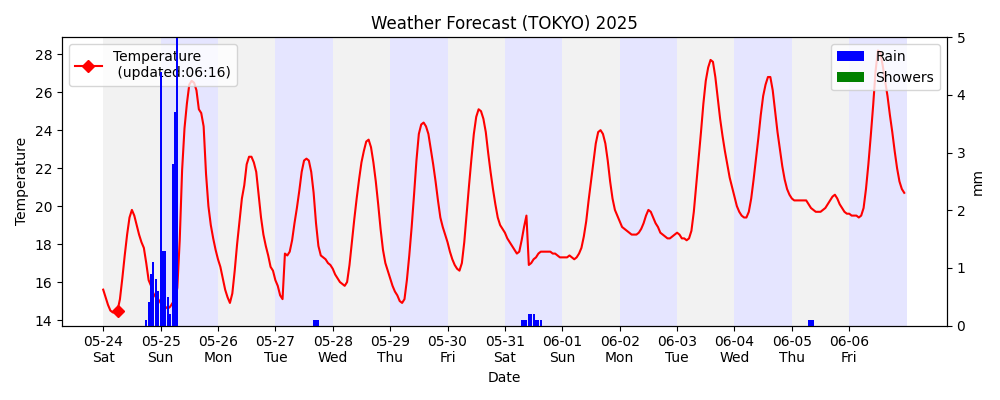 Weather Forecast (TOKYO) 2025
Temperature
(updated:06:16)
Rain
Showers
Temperature
28
26
24
22
20
18
16
14
5
4
3
2
1
0
mm
05-24 05-25 05-26 05-27 05-28 05-29 05-30 05-31 06-01 06-02 06-03 06-04 06-05 06-06
Sat Sun Mon Tue Wed Thu Fri Sat Sun Mon Tue Wed Thu Fri
Date